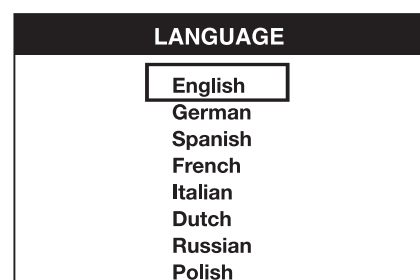 LANGUAGE
English
German
Spanish
French
Italian
Dutch
Russian
Polish